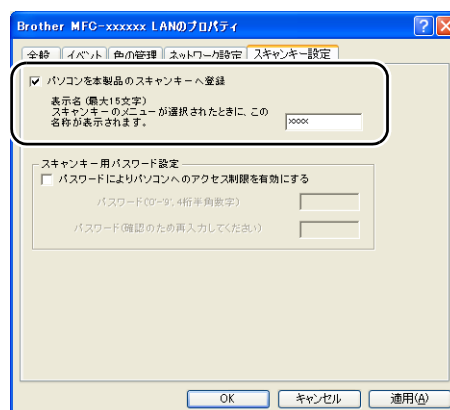 Brother MFC-xxxxxx LANのプロパティ
全般 イベント 色の管理 ネットワーク設定 スキャンキー設定
パソコンを本製品のスキャンキーへ登録
表示名 (最大15文字)
スキャンキーのメニューが選択されたときに、この
名称が表示されます。
xxxx
スキャンキー用パスワード設定
パスワードによりパソコンへのアクセス制限を有効にする
パスワード('0'-'9', 4桁半角数字)
パスワード(確認のため再入力してください)
OK キャンセル 適用(A)